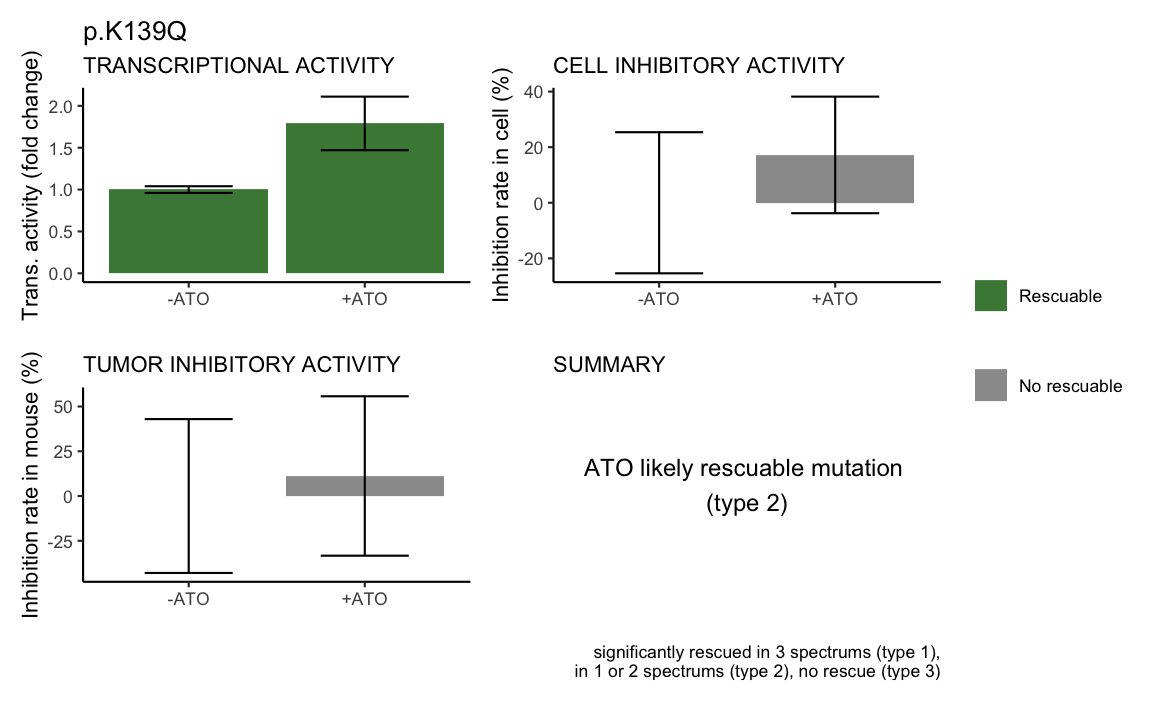 p.K139Q
TRANSCRIPTIONAL ACTIVITY
Trans. activity (fold change)
2.0
1.5
1.0
0.5
0.0
-ATO
+ATO
CELL INHIBITORY ACTIVITY
Inhibition rate in cell (%)
40
20
0
-20
-ATO
+ATO
Rescuable
No rescuable
TUMOR INHIBITORY ACTIVITY
Inhibition rate in mouse (%)
50
25
0
-25
-ATO
+ATO
SUMMARY
ATO likely rescuable mutation
(type 2)
significantly rescued in 3 spectrums (type 1),
in 1 or 2 spectrums (type 2), no rescue (type 3)